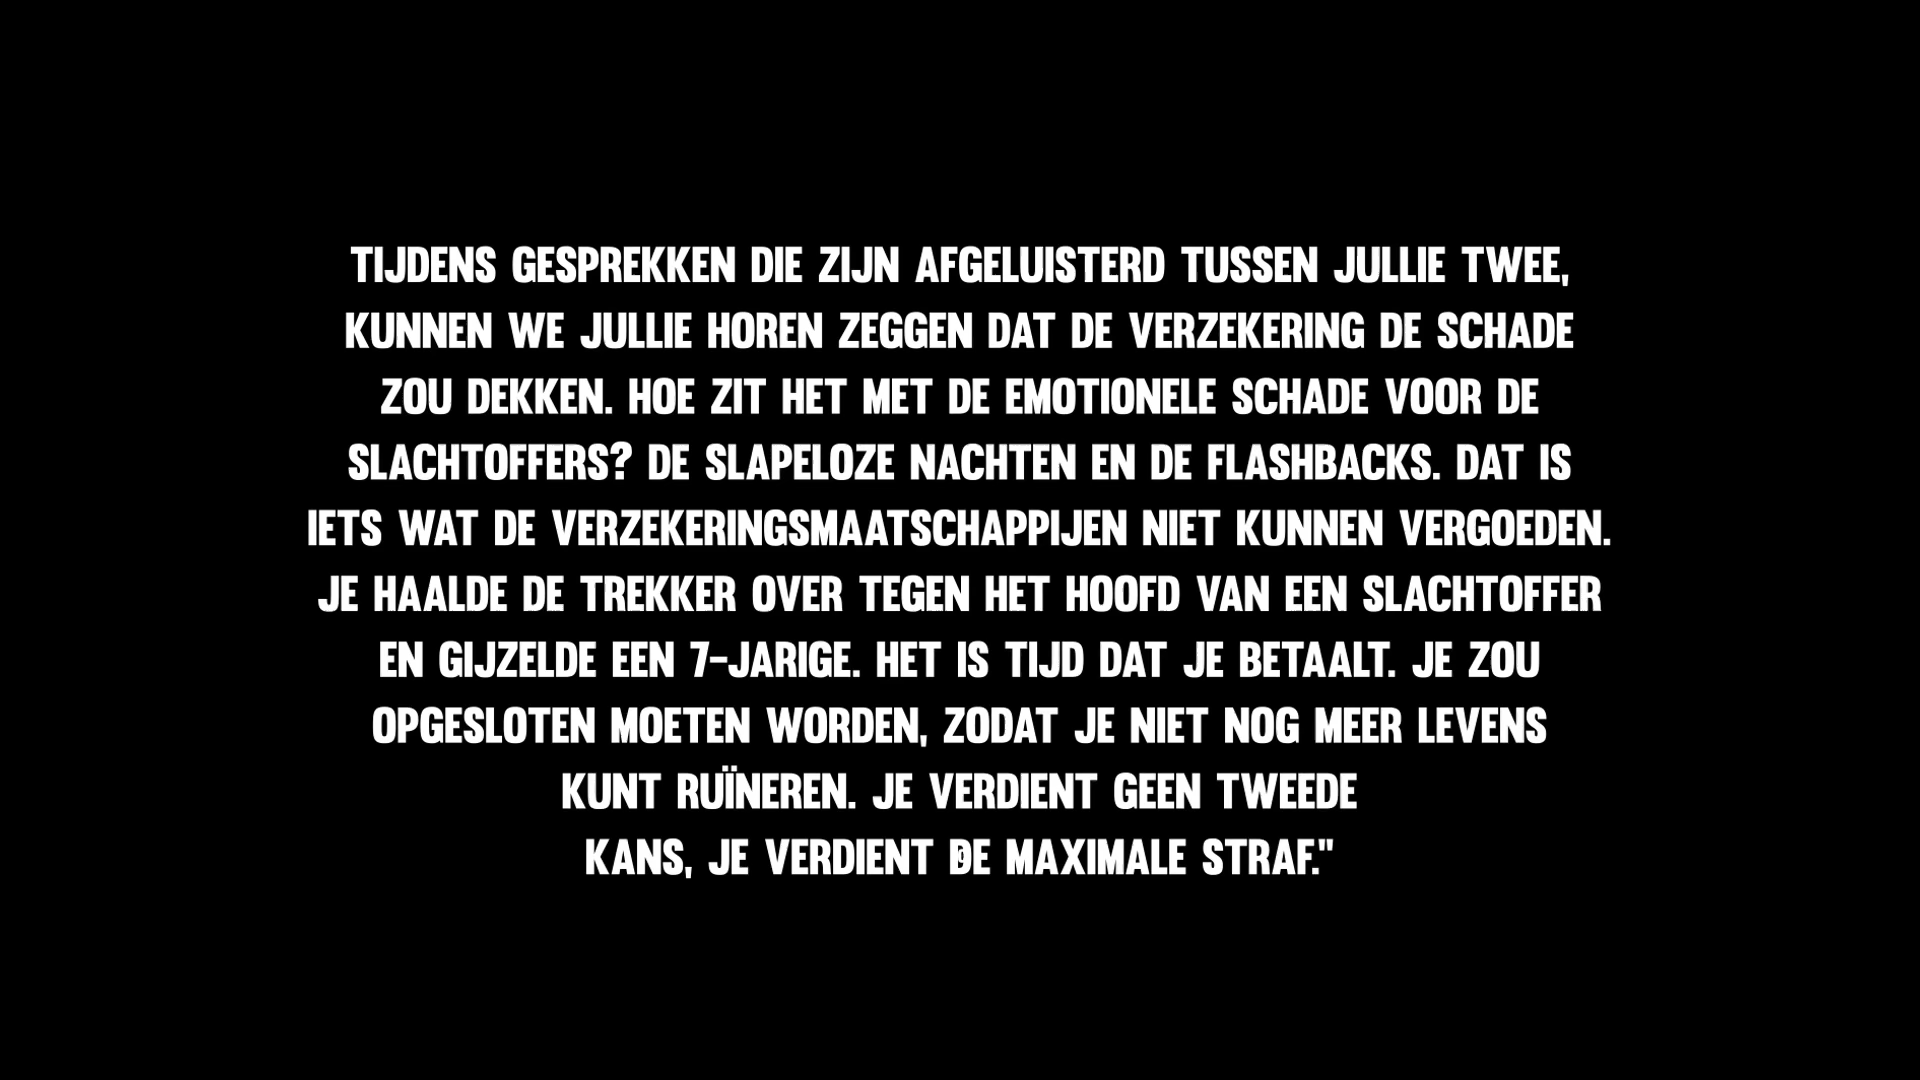 TIJDENS GESPREKKEN DIE ZIJN AFGELUISTERD TUSSEN JULLIE TWEE,
KUNNEN WE JULLIE HOREN ZEGGEN DAT DE VERZEKERING DE SCHADE
ZOU DEKKEN. HOE ZIT HET MET DE EMOTIONELE SCHADE VOOR DE
SLACHTOFFERS? DE SLAPELOZE NACHTEN EN DE FLASHBACKS. DAT IS
IETS WAT DE VERZEKERINGSMAATSCHAPPIJEN NIET KUNNEN VERGOEDEN.
JE HAALDE DE TREKKER OVER TEGEN HET HOOFD VAN EEN SLACHTOFFER
EN GIJZELDE EEN 7-JARIGE. HET IS TIJD DAT JE BETAALT. JE ZOU
OPGESLOTEN MOETEN WORDEN, ZODAT JE NIET NOG MEER LEVENS
KUNT RUÏNEREN. JE VERDIENT GEEN TWEEDE
KANS, JE VERDIENT DE MAXIMALE STRAF."